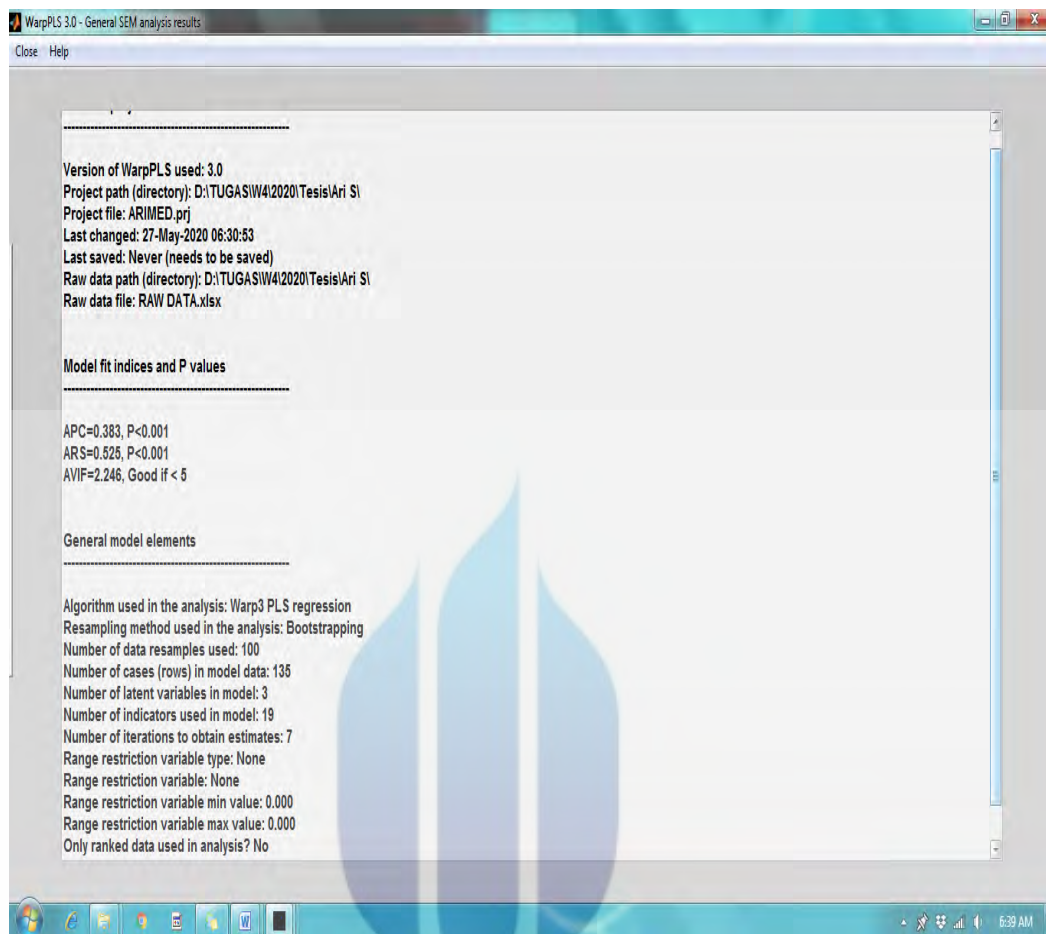 WarpPLS 3.0 - General SEM analysis results
Close Help
Version of WarpPLS used: 3.0
Project path (directory): D:\TUGAS\W4\2020\Tesis\Ari S\
Project file: ARIMED.prj
Last changed: 27-May-2020 06:30:53
Last saved: Never (needs to be saved)
Raw data path (directory): D:\TUGAS\W4\2020\Tesis\Ari S\
Raw data file: RAW DATA.xlsx
Model fit indices and P values
------------------------------------------------------------
APC=0.383, P<0.001
ARS=0.525, P<0.001
AVIF=2.246, Good if < 5
General model elements
------------------------------------------------------------
Algorithm used in the analysis: Warp3 PLS regression
Resampling method used in the analysis: Bootstrapping
Number of data resamples used: 100
Number of cases (rows) in model data: 135
Number of latent variables in model: 3
Number of indicators used in model: 19
Number of iterations to obtain estimates: 7
Range restriction variable type: None
Range restriction variable: None
Range restriction variable min value: 0.000
Range restriction variable max value: 0.000
Only ranked data used in analysis? No
6:39 AM